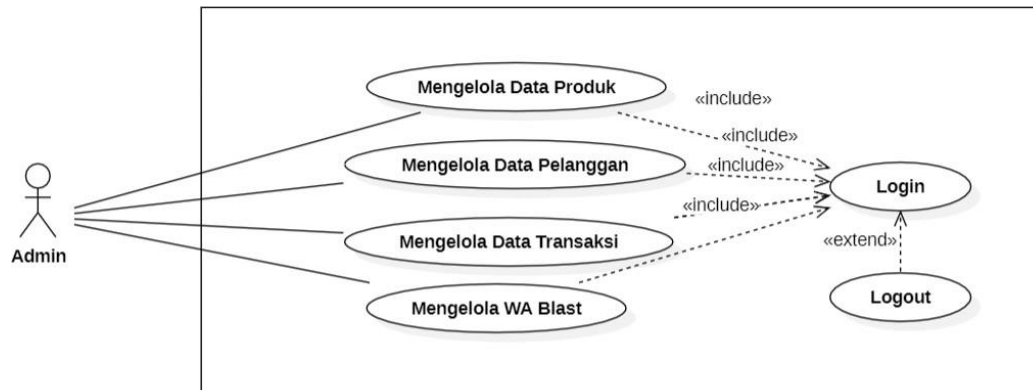 Mengelola Data Produk
«include»
«include»
Mengelola Data Pelanggan
«include»
Login
«include»
Admin
Mengelola Data Transaksi
«extend»
Mengelola WA Blast
Logout